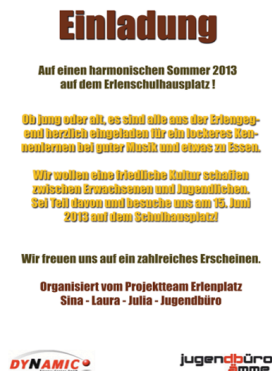 Einladung
Auf einen harmonischen Sommer 2013
auf dem Erlenschulhausplatz !
Ob jung oder alt, es sind alle aus der Erlengeg-
end herzlich eingeladen für ein lockeres Ken-
nenlernen bei guter Musik und etwas zu Essen.
Wir wollen eine friedliche Kultur schaffen
zwischen Erwachsenen und Jugendlichen.
Sei Teil davon und besuche uns am 15. Juni
2013 auf dem Schulhausplatz!
Wir freuen uns auf ein zahlreiches Erscheinen.
Organisiert vom Projektteam Erlenplatz
Sina - Laura - Julia - Jugendbüro
DYNAMIC
jugendbüro
ämme